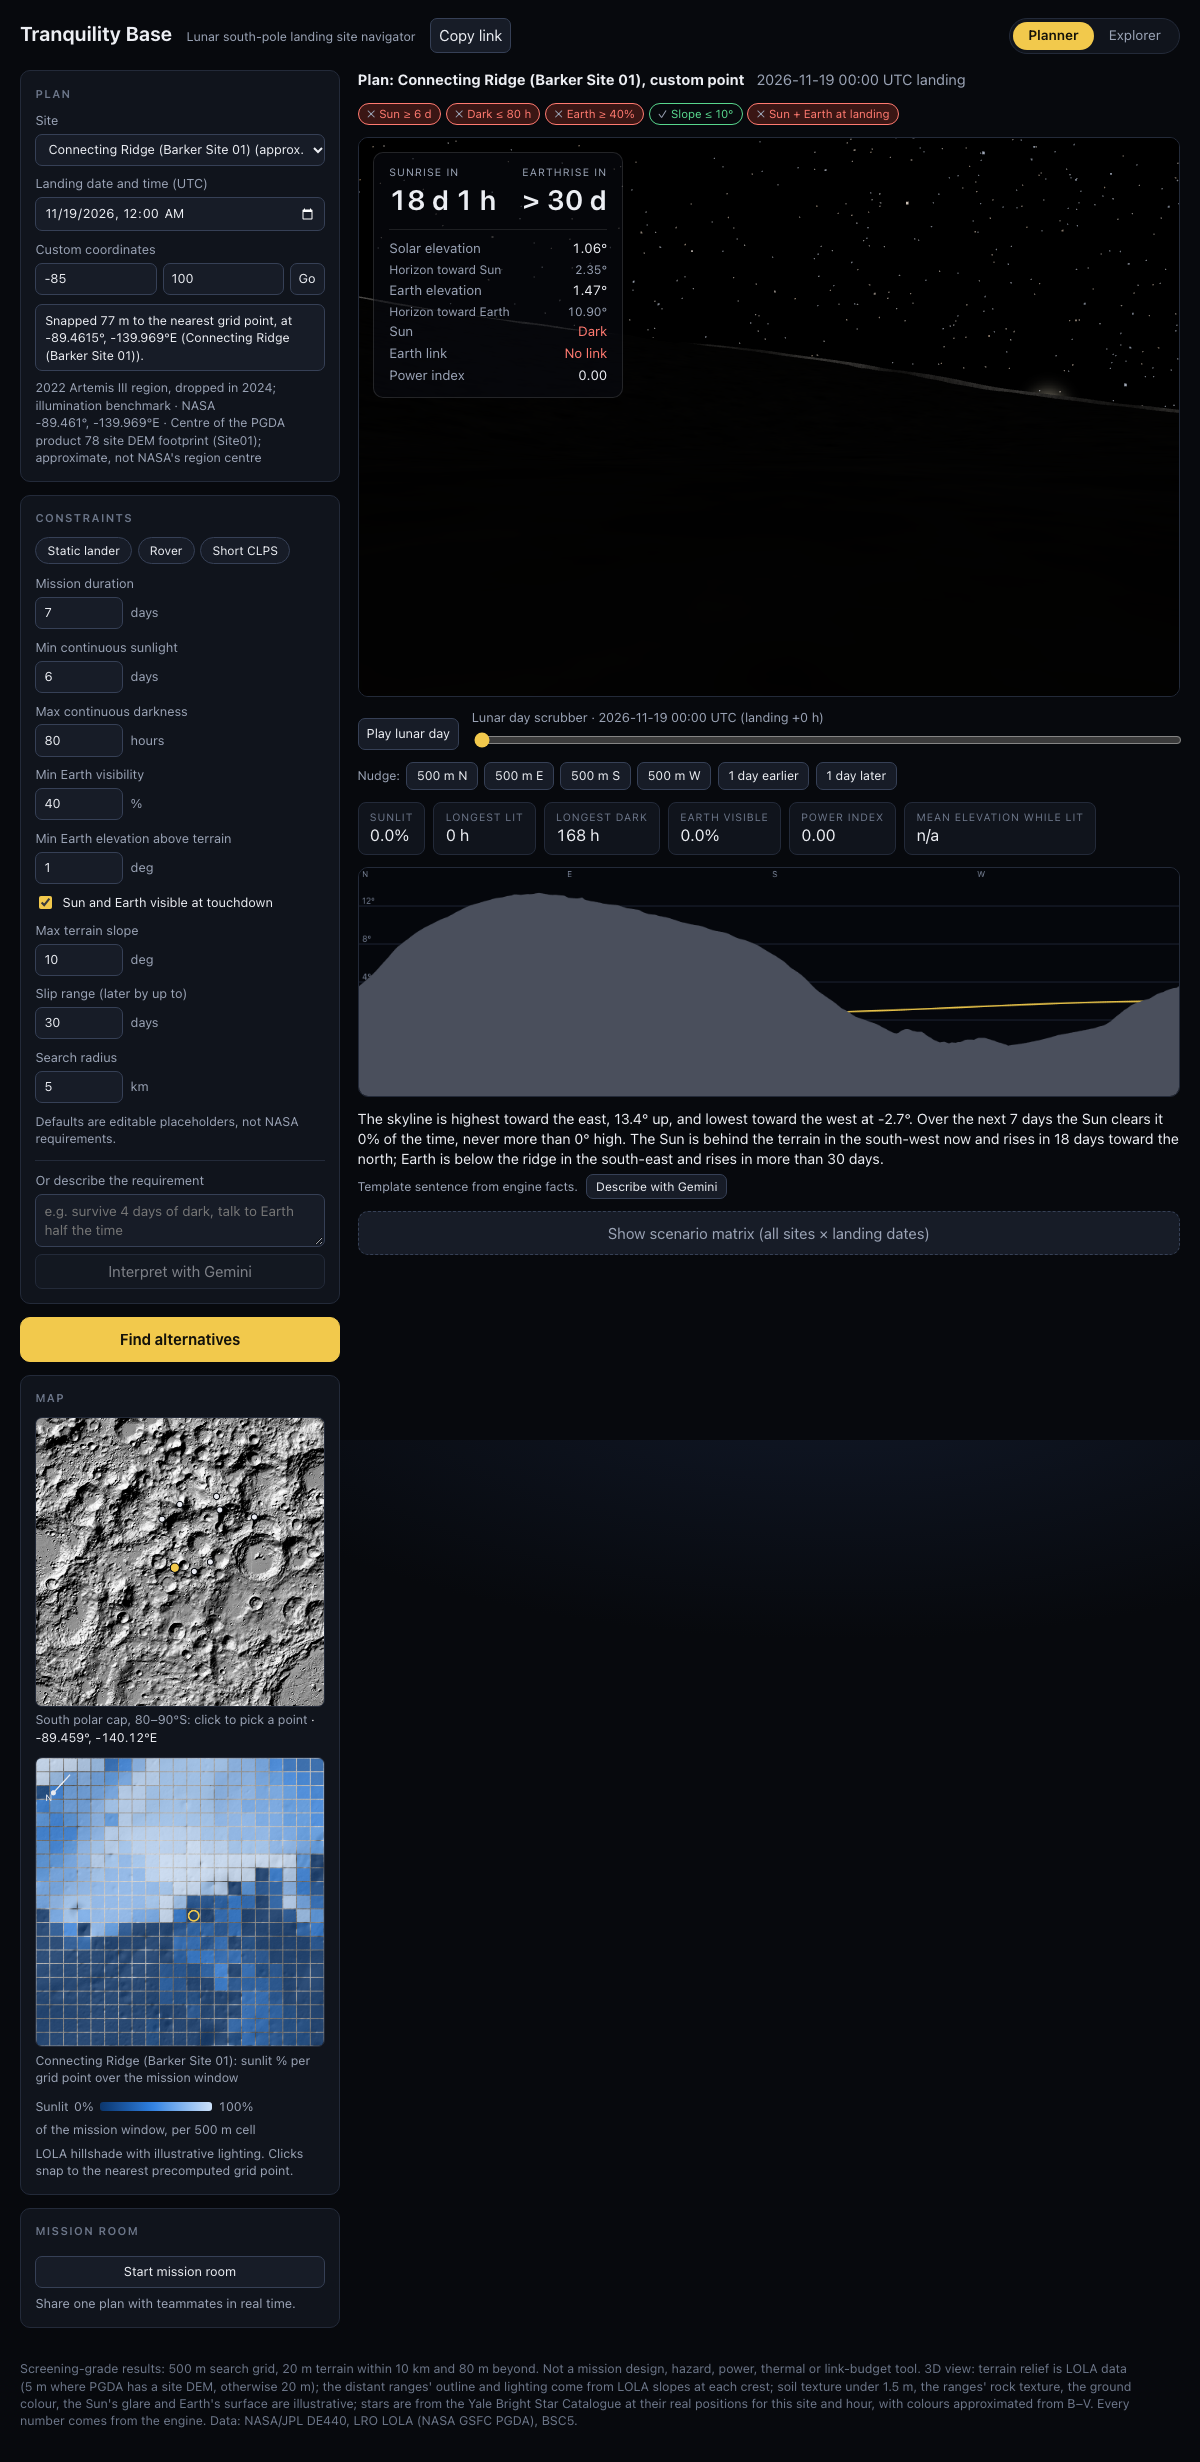 Tranquility Base
Lunar south-pole landing site navigator
Copy link
Planner
Explorer
PLAN
Site
Connecting Ridge (Barker Site 01) (approx.
Landing date and time (UTC)
11/19/2026, 12:00 AM
Custom coordinates
-85
100
Go
Snapped 77 m to the nearest grid point, at
-89.4615°, -139.969°E (Connecting Ridge
(Barker Site 01)).
2022 Artemis III region, dropped in 2024;
illumination benchmark · NASA
-89.461°, -139.969°E · Centre of the PGDA
product 78 site DEM footprint (Site01);
approximate, not NASA's region centre
CONSTRAINTS
Static lander
Rover
Short CLPS
Mission duration
7 days
Min continuous sunlight
6 days
Max continuous darkness
80 hours
Min Earth visibility
40 %
Min Earth elevation above terrain
1 deg
Sun and Earth visible at touchdown
Max terrain slope
10 deg
Slip range (later by up to)
30 days
Search radius
5 km
Defaults are editable placeholders, not NASA
requirements.
Or describe the requirement
e.g. survive 4 days of dark, talk to Earth
half the time
Interpret with Gemini
Find alternatives
MAP
South polar cap, 80–90°S: click to pick a point ·
-89.459°, -140.12°E
N
Connecting Ridge (Barker Site 01): sunlit % per
grid point over the mission window
Sunlit 0% 100%
of the mission window, per 500 m cell
LOLA hillshade with illustrative lighting. Clicks
snap to the nearest precomputed grid point.
MISSION ROOM
Start mission room
Share one plan with teammates in real time.
Plan: Connecting Ridge (Barker Site 01), custom point 2026-11-19 00:00 UTC landing
✕ Sun ≥ 6 d
✕ Dark ≤ 80 h
✕ Earth ≥ 40%
✓ Slope ≤ 10°
✕ Sun + Earth at landing
SUNRISE IN EARTHRISE IN
18 d 1 h > 30 d
Solar elevation 1.06°
Horizon toward Sun 2.35°
Earth elevation 1.47°
Horizon toward Earth 10.90°
Sun Dark
Earth link No link
Power index 0.00
Play lunar day
Lunar day scrubber · 2026-11-19 00:00 UTC (landing +0 h)
Nudge: 500 m N 500 m E 500 m S 500 m W 1 day earlier 1 day later
SUNLIT
0.0%
LONGEST LIT
0 h
LONGEST DARK
168 h
EARTH VISIBLE
0.0%
POWER INDEX
0.00
MEAN ELEVATION WHILE LIT
n/a
N E S W
12°
8°
4°
The skyline is highest toward the east, 13.4° up, and lowest toward the west at -2.7°. Over the next 7 days the Sun clears it
0% of the time, never more than 0° high. The Sun is behind the terrain in the south-west now and rises in 18 days toward the
north; Earth is below the ridge in the south-east and rises in more than 30 days.
Template sentence from engine facts. Describe with Gemini
Show scenario matrix (all sites × landing dates)
Screening-grade results: 500 m search grid, 20 m terrain within 10 km and 80 m beyond. Not a mission design, hazard, power, thermal or link-budget tool. 3D view: terrain relief is LOLA data
(5 m where PGDA has a site DEM, otherwise 20 m); the distant ranges' outline and lighting come from LOLA slopes at each crest; soil texture under 1.5 m, the ranges' rock texture, the ground
colour, the Sun's glare and Earth's surface are illustrative; stars are from the Yale Bright Star Catalogue at their real positions for this site and hour, with colours approximated from B−V. Every
number comes from the engine. Data: NASA/JPL DE440, LRO LOLA (NASA GSFC PGDA), BSC5.